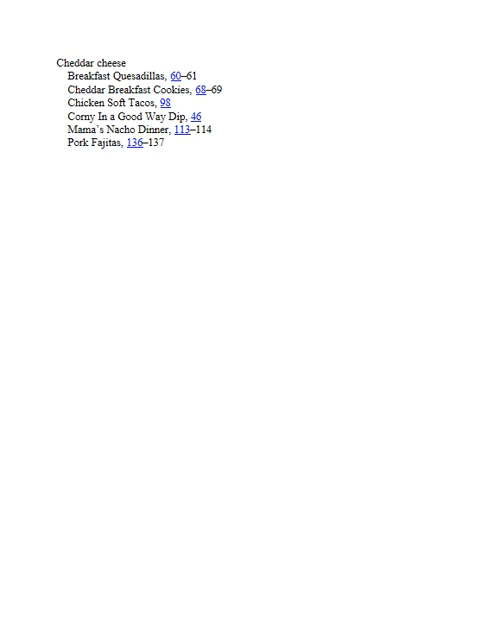 Cheddar cheese
Breakfast Quesadillas, 60–61
Cheddar Breakfast Cookies, 68–69
Chicken Soft Tacos, 98
Corny In a Good Way Dip, 46
Mama’s Nacho Dinner, 113–114
Pork Fajitas, 136–137